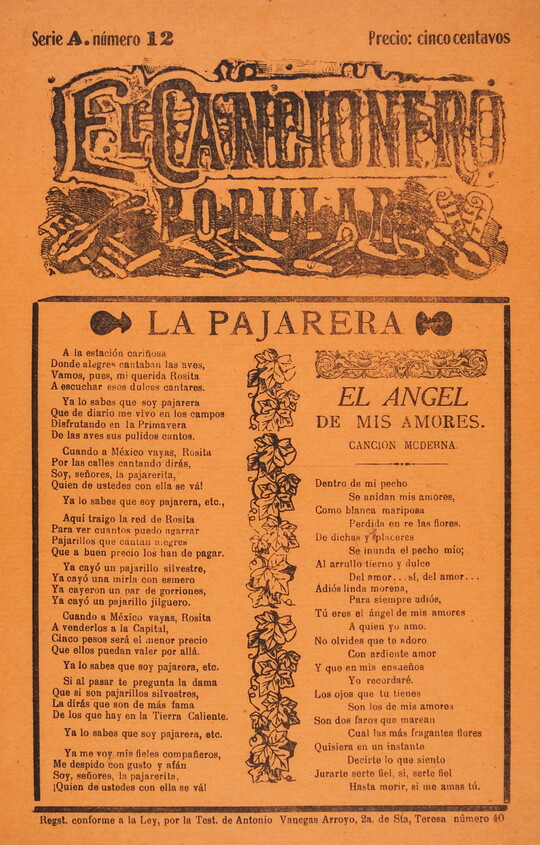 Serie A. número 12
Precio: cinco centavos
EL CANCIONERO
POPULAR
LA PAJARERA
A la estación cariñosa
Donde alegres cantaban las aves,
Vamos, pues, mi querida Rosita
A escuchar esos dulces cantares.
Ya lo sabes que soy pajarera
Que de diario me vivo en los campos
Disfrutando en la Primavera
De las aves sus pulidos cantos.
Cuando a México vayas, Rosita
Por las calles cantando dirás,
Soy, señores, la pajarerita,
Quien de ustedes con ella se vá!
Ya lo sabes que soy pajarera, etc.,
Aquí traigo la red de Rosita
Para ver cuantos puedo agarrar
Pajarillos que cantan alegres
Que a buen precio los han de pagar.
Ya cayó un pajarillo silvestre,
Ya cayó una mirla con esmero
Ya cayeron un par de gorriones,
Ya cayó un pajarillo jilguero.
Cuando a México vayas, Rosita
A venderlos a la Capital,
Cinco pesos será el menor precio
Que ellos puedan valer por allá.
Ya lo sabes que soy pajarera, etc.
Si al pasar te pregunta la dama
Que si son pajarillos silvestres,
La dirás que son de más fama
De los que hay en la Tierra Caliente.
Ya lo sabes que soy pajarera, etc.
Ya me voy mis fieles compañeros,
Me despido con gusto y afán
Soy, señores, la pajarerita,
¡Quien de ustedes con ella se vá!
EL ANGEL
DE MIS AMORES.
CANCION MODERNA.
Dentro de mi pecho
Se anidan mis amores,
Como blanca mariposa
Perdida en re las flores.
De dichas y placeres
Se inunda el pecho mío;
Al arrullo tierno y dulce
Del amor... sí, del amor...
Adiós linda morena,
Para siempre adiós,
Tú eres el ángel de mis amores
A quien yo amo.
No olvides que te adoro
Con ardiente amor
Y que en mis ensueños
Yo recordaré.
Los ojos que tu tienes
Son los de mis amores
Son dos faros que marean
Cual las más fragantes flores
Quisiera en un instante
Decirte lo que siento
Jurarte serte fiel, si, serte fiel
Hasta morir, si me amas tú.
Regst. conforme a la Ley, por la Test. de Antonio Vanegas Arroyo, 2a. de Sta, Teresa número 40